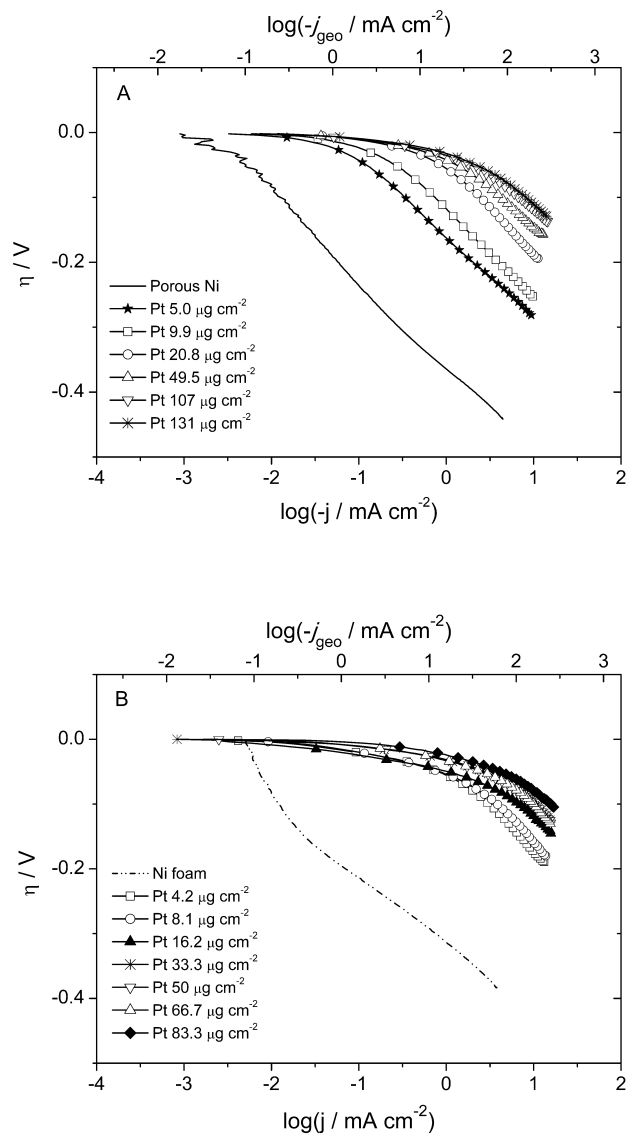 log(-j_geo / mA cm⁻²)
-2 -1 0 1 2 3
A
0.0
-0.2
-0.4
η / V
Porous Ni
Pt 5.0 μg cm⁻²
Pt 9.9 μg cm⁻²
Pt 20.8 μg cm⁻²
Pt 49.5 μg cm⁻²
Pt 107 μg cm⁻²
Pt 131 μg cm⁻²
-4 -3 -2 -1 0 1 2
log(-j / mA cm⁻²)
log(-j_geo / mA cm⁻²)
-2 -1 0 1 2 3
B
0.0
-0.2
-0.4
η / V
Ni foam
Pt 4.2 μg cm⁻²
Pt 8.1 μg cm⁻²
Pt 16.2 μg cm⁻²
Pt 33.3 μg cm⁻²
Pt 50 μg cm⁻²
Pt 66.7 μg cm⁻²
Pt 83.3 μg cm⁻²
-4 -3 -2 -1 0 1 2
log(j / mA cm⁻²)